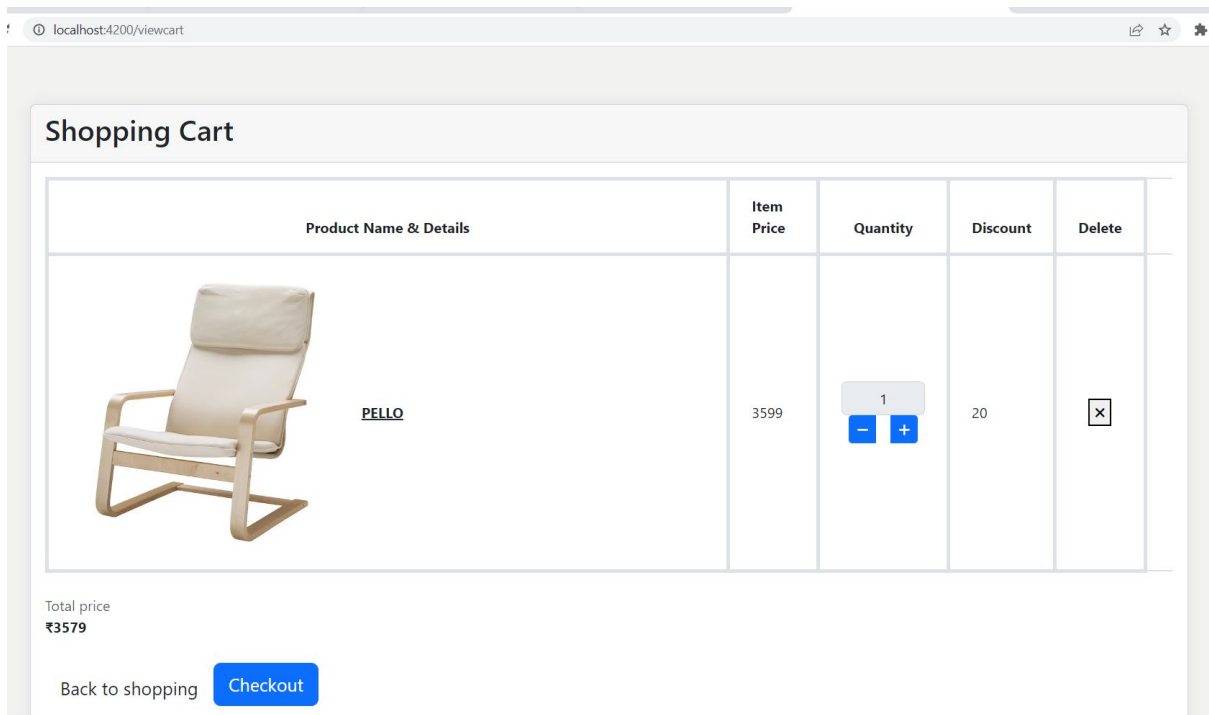 localhost:4200/viewcart
Shopping Cart
Product Name & Details
Item
Price
Quantity
Discount
Delete
PELLO
3599
1
− +
20
×
Total price
₹3579
Back to shopping Checkout